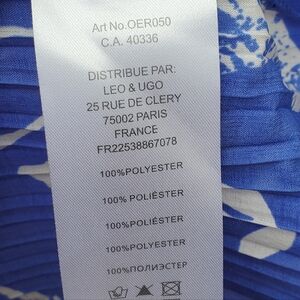 Art No.OER050
C.A. 40336
DISTRIBUE PAR:
LEO & UGO
25 RUE DE CLERY
75002 PARIS
FRANCE
FR22538867078
100%POLYESTER
100% POLIÉSTER
100%POLIESTER
100%POLYESTER
100%ПОЛИЭСТЕР